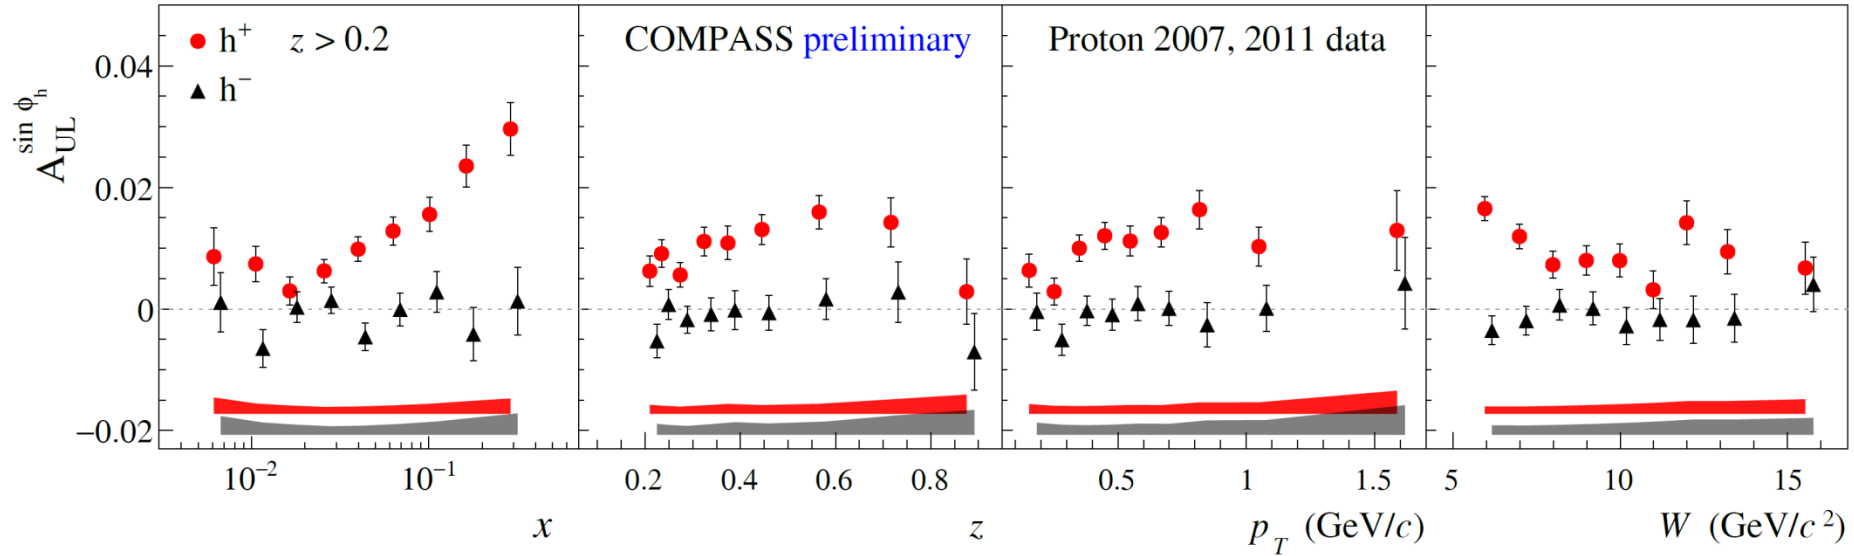 h⁺ z > 0.2 COMPASS preliminary Proton 2007, 2011 data
h⁻
A_UL^{sin ϕ_h}
0.04
0.02
0
−0.02
10⁻² 10⁻¹ 0.2 0.4 0.6 0.8 0.5 1 1.5 5 10 15
x z p_T (GeV/c) W (GeV/c²)